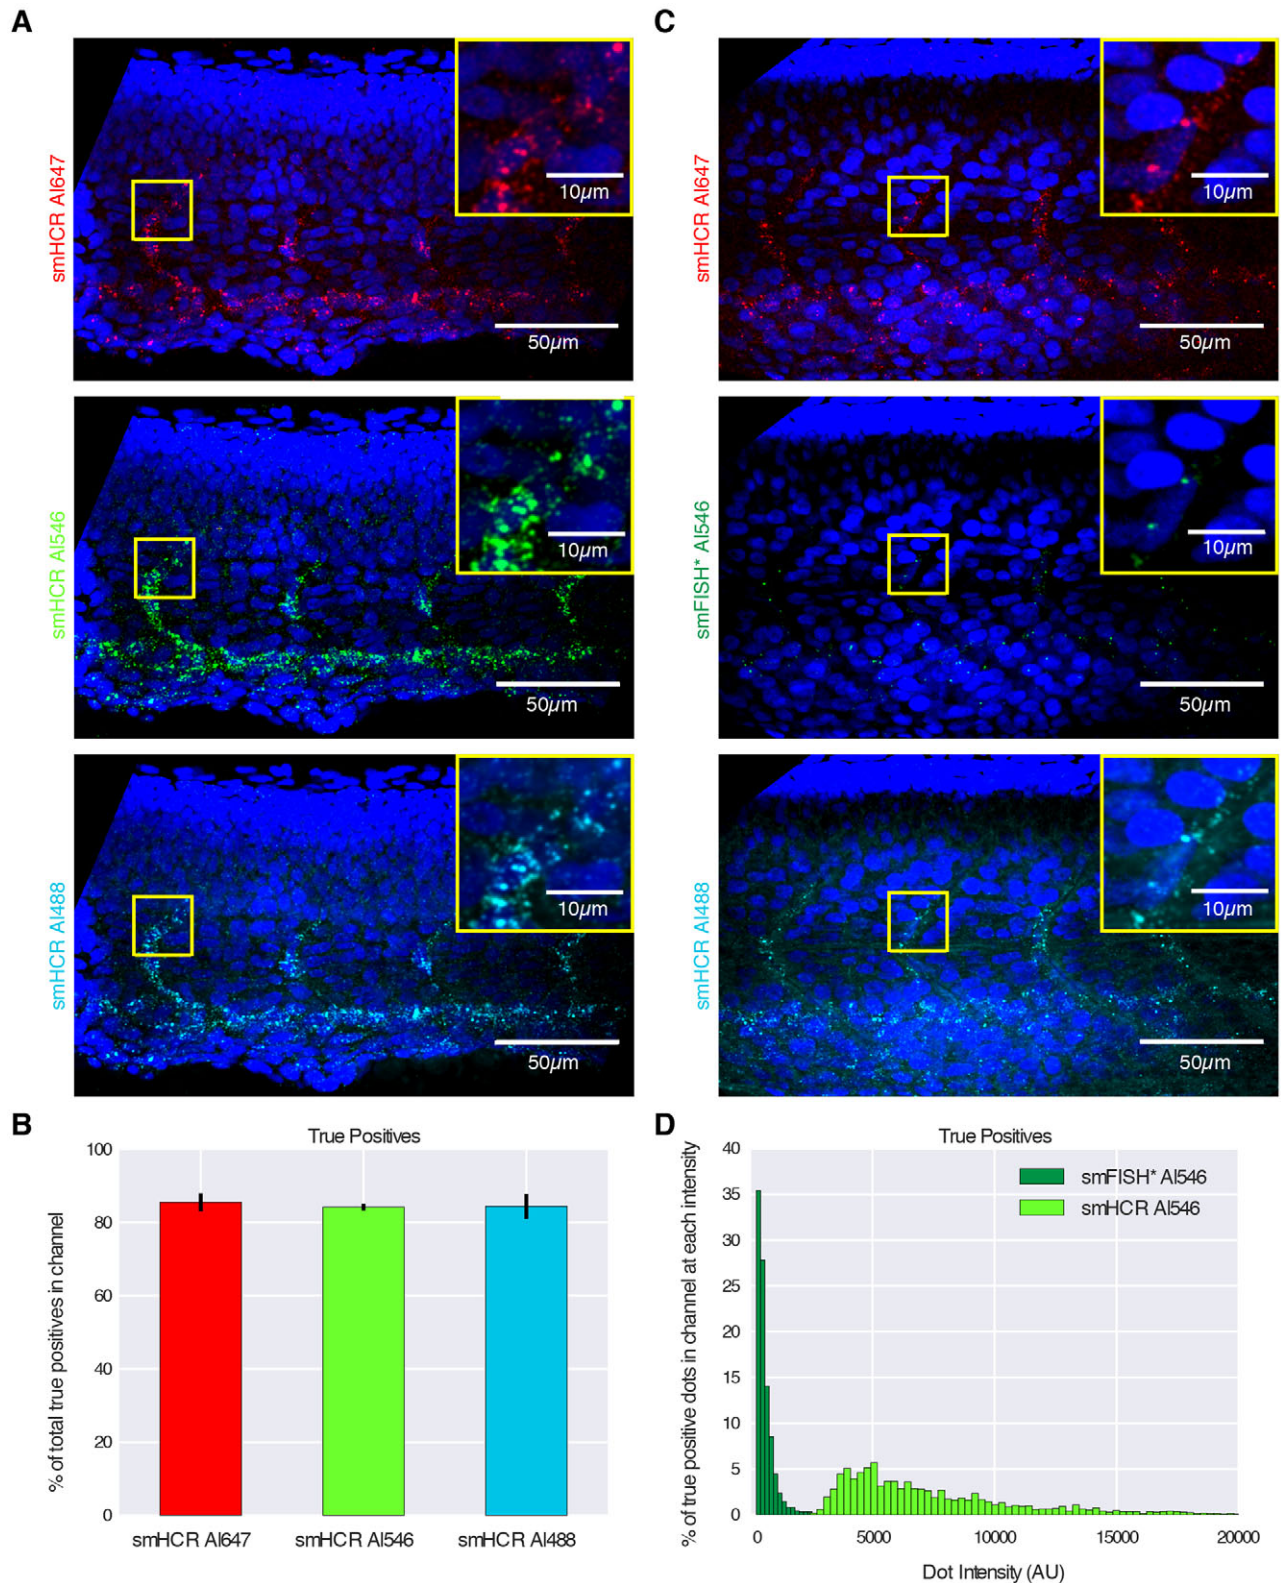 A
smHCR Al647
10µm
50µm
smHCR Al546
10µm
50µm
smHCR Al488
10µm
50µm
C
smHCR Al647
10µm
50µm
smFISH* Al546
10µm
50µm
smHCR Al488
10µm
50µm
B
True Positives
% of total true positives in channel
100
80
60
40
20
0
smHCR Al647 smHCR Al546 smHCR Al488
D
True Positives
% of true positive dots in channel at each intensity
40
35
30
25
20
15
10
5
0
smFISH* Al546
smHCR Al546
0 5000 10000 15000 20000
Dot Intensity (AU)